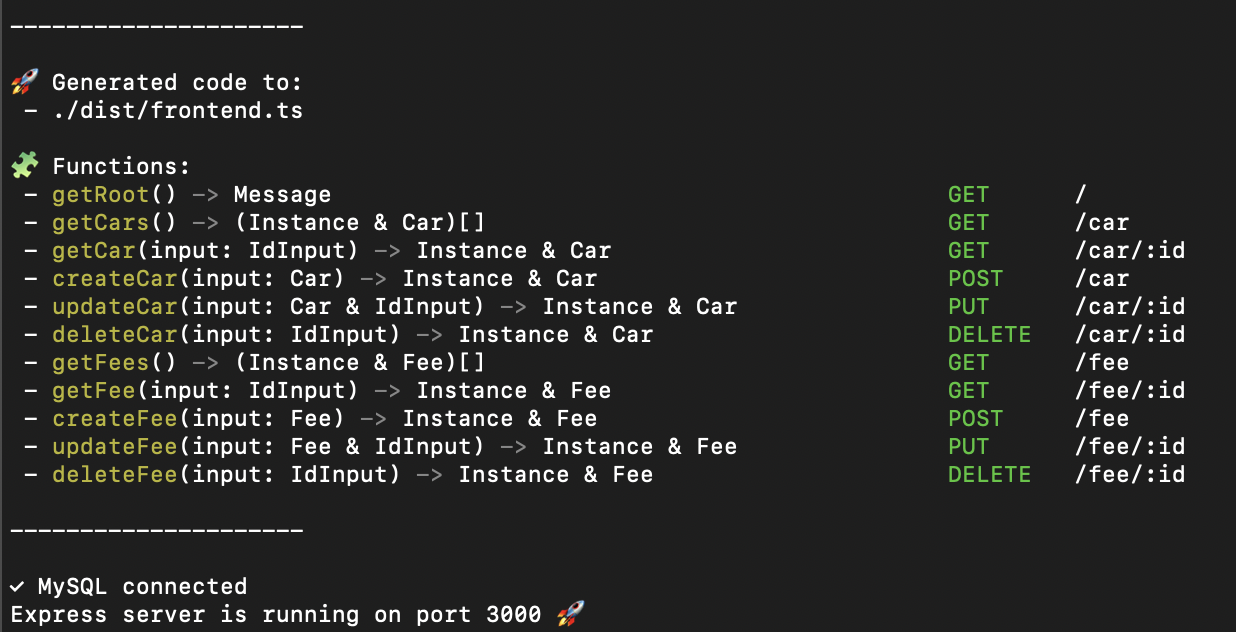 ---------------------
🚀 Generated code to:
- ./dist/frontend.ts
🧩 Functions:
- getRoot() -> Message GET /
- getCars() -> (Instance & Car)[] GET /car
- getCar(input: IdInput) -> Instance & Car GET /car/:id
- createCar(input: Car) -> Instance & Car POST /car
- updateCar(input: Car & IdInput) -> Instance & Car PUT /car/:id
- deleteCar(input: IdInput) -> Instance & Car DELETE /car/:id
- getFees() -> (Instance & Fee)[] GET /fee
- getFee(input: IdInput) -> Instance & Fee GET /fee/:id
- createFee(input: Fee) -> Instance & Fee POST /fee
- updateFee(input: Fee & IdInput) -> Instance & Fee PUT /fee/:id
- deleteFee(input: IdInput) -> Instance & Fee DELETE /fee/:id
---------------------
✓ MySQL connected
Express server is running on port 3000 🚀